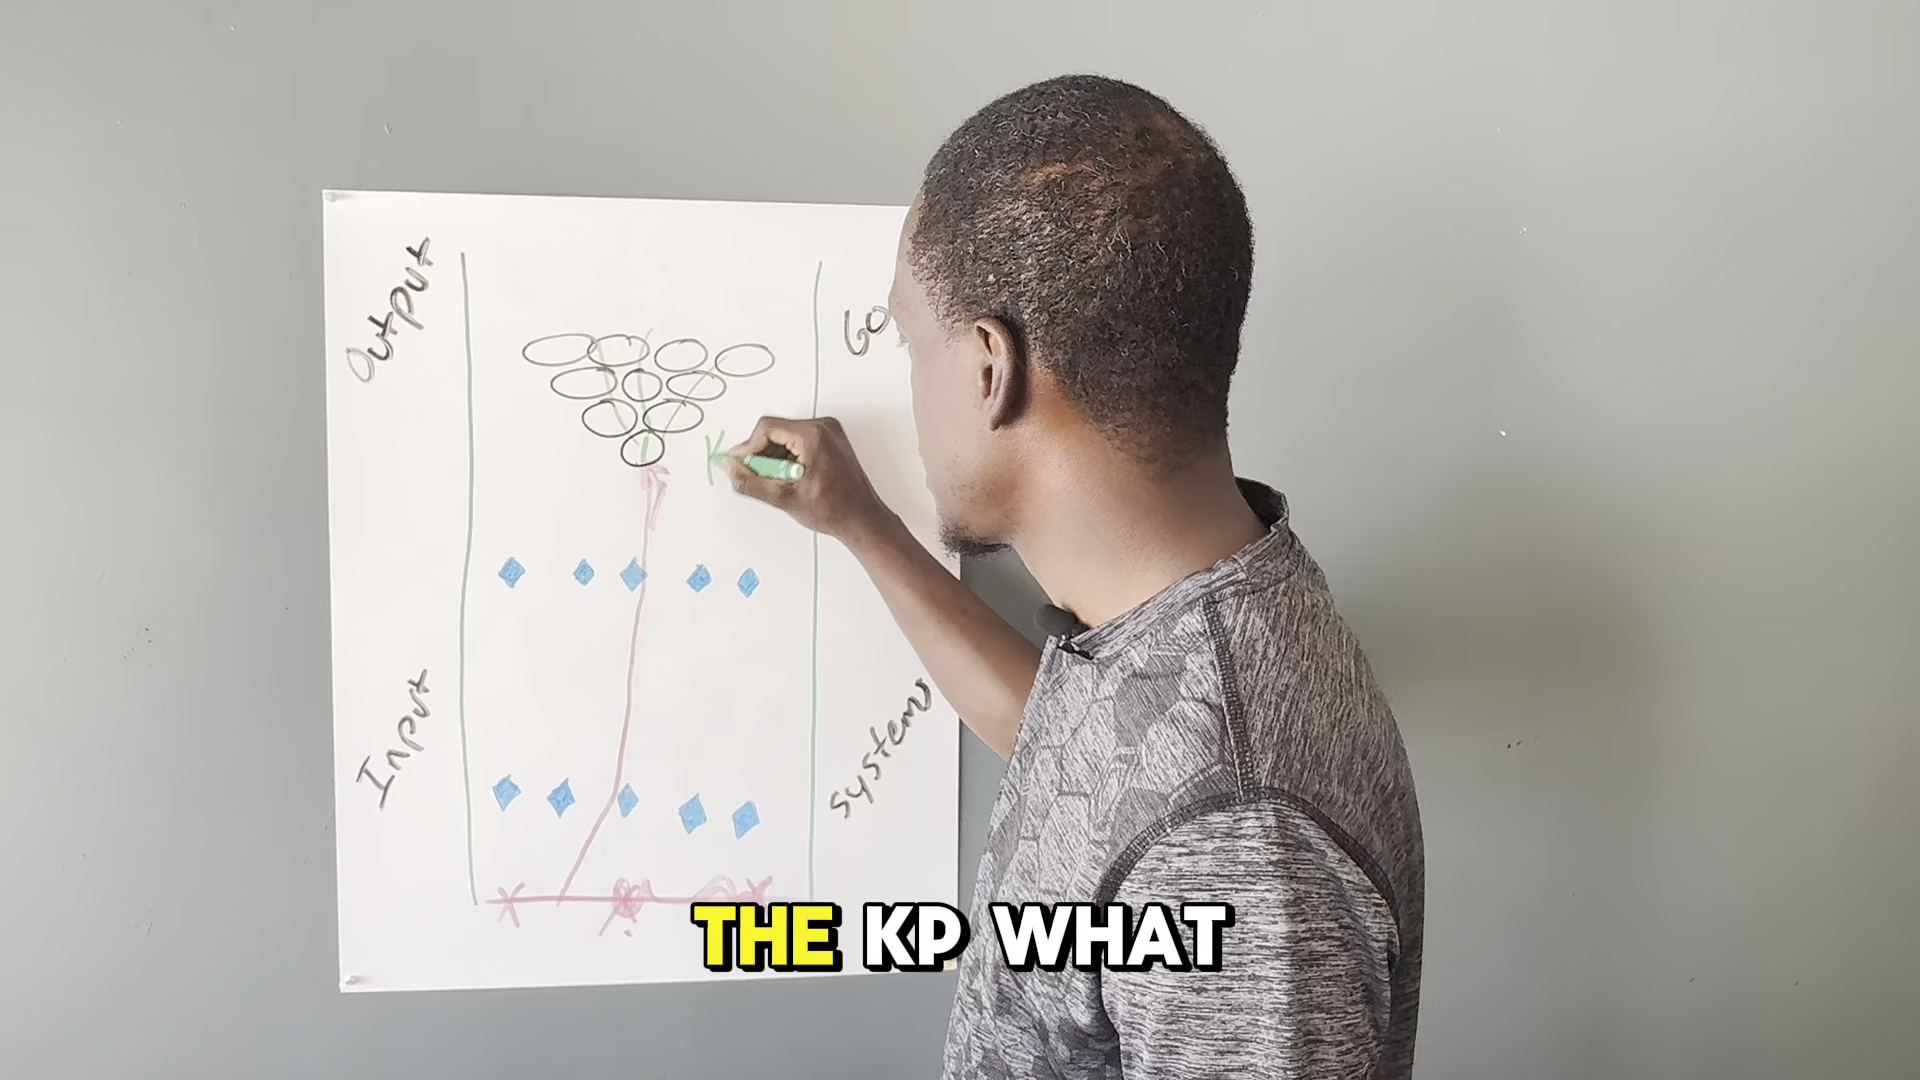 Output
Go
K
Input
Systems
THE KP WHAT